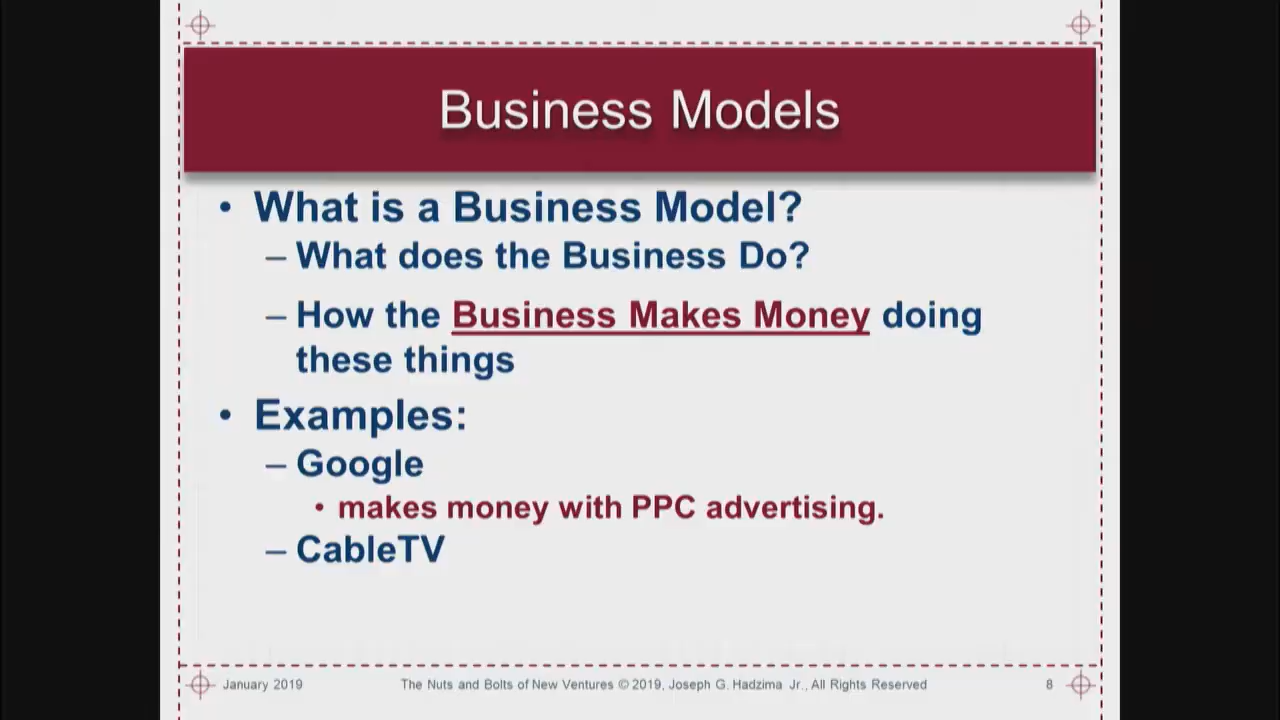 Business Models
• What is a Business Model?
– What does the Business Do?
– How the Business Makes Money doing
these things
• Examples:
– Google
• makes money with PPC advertising.
– CableTV
January 2019
The Nuts and Bolts of New Ventures © 2019, Joseph G. Hadzima Jr., All Rights Reserved
8